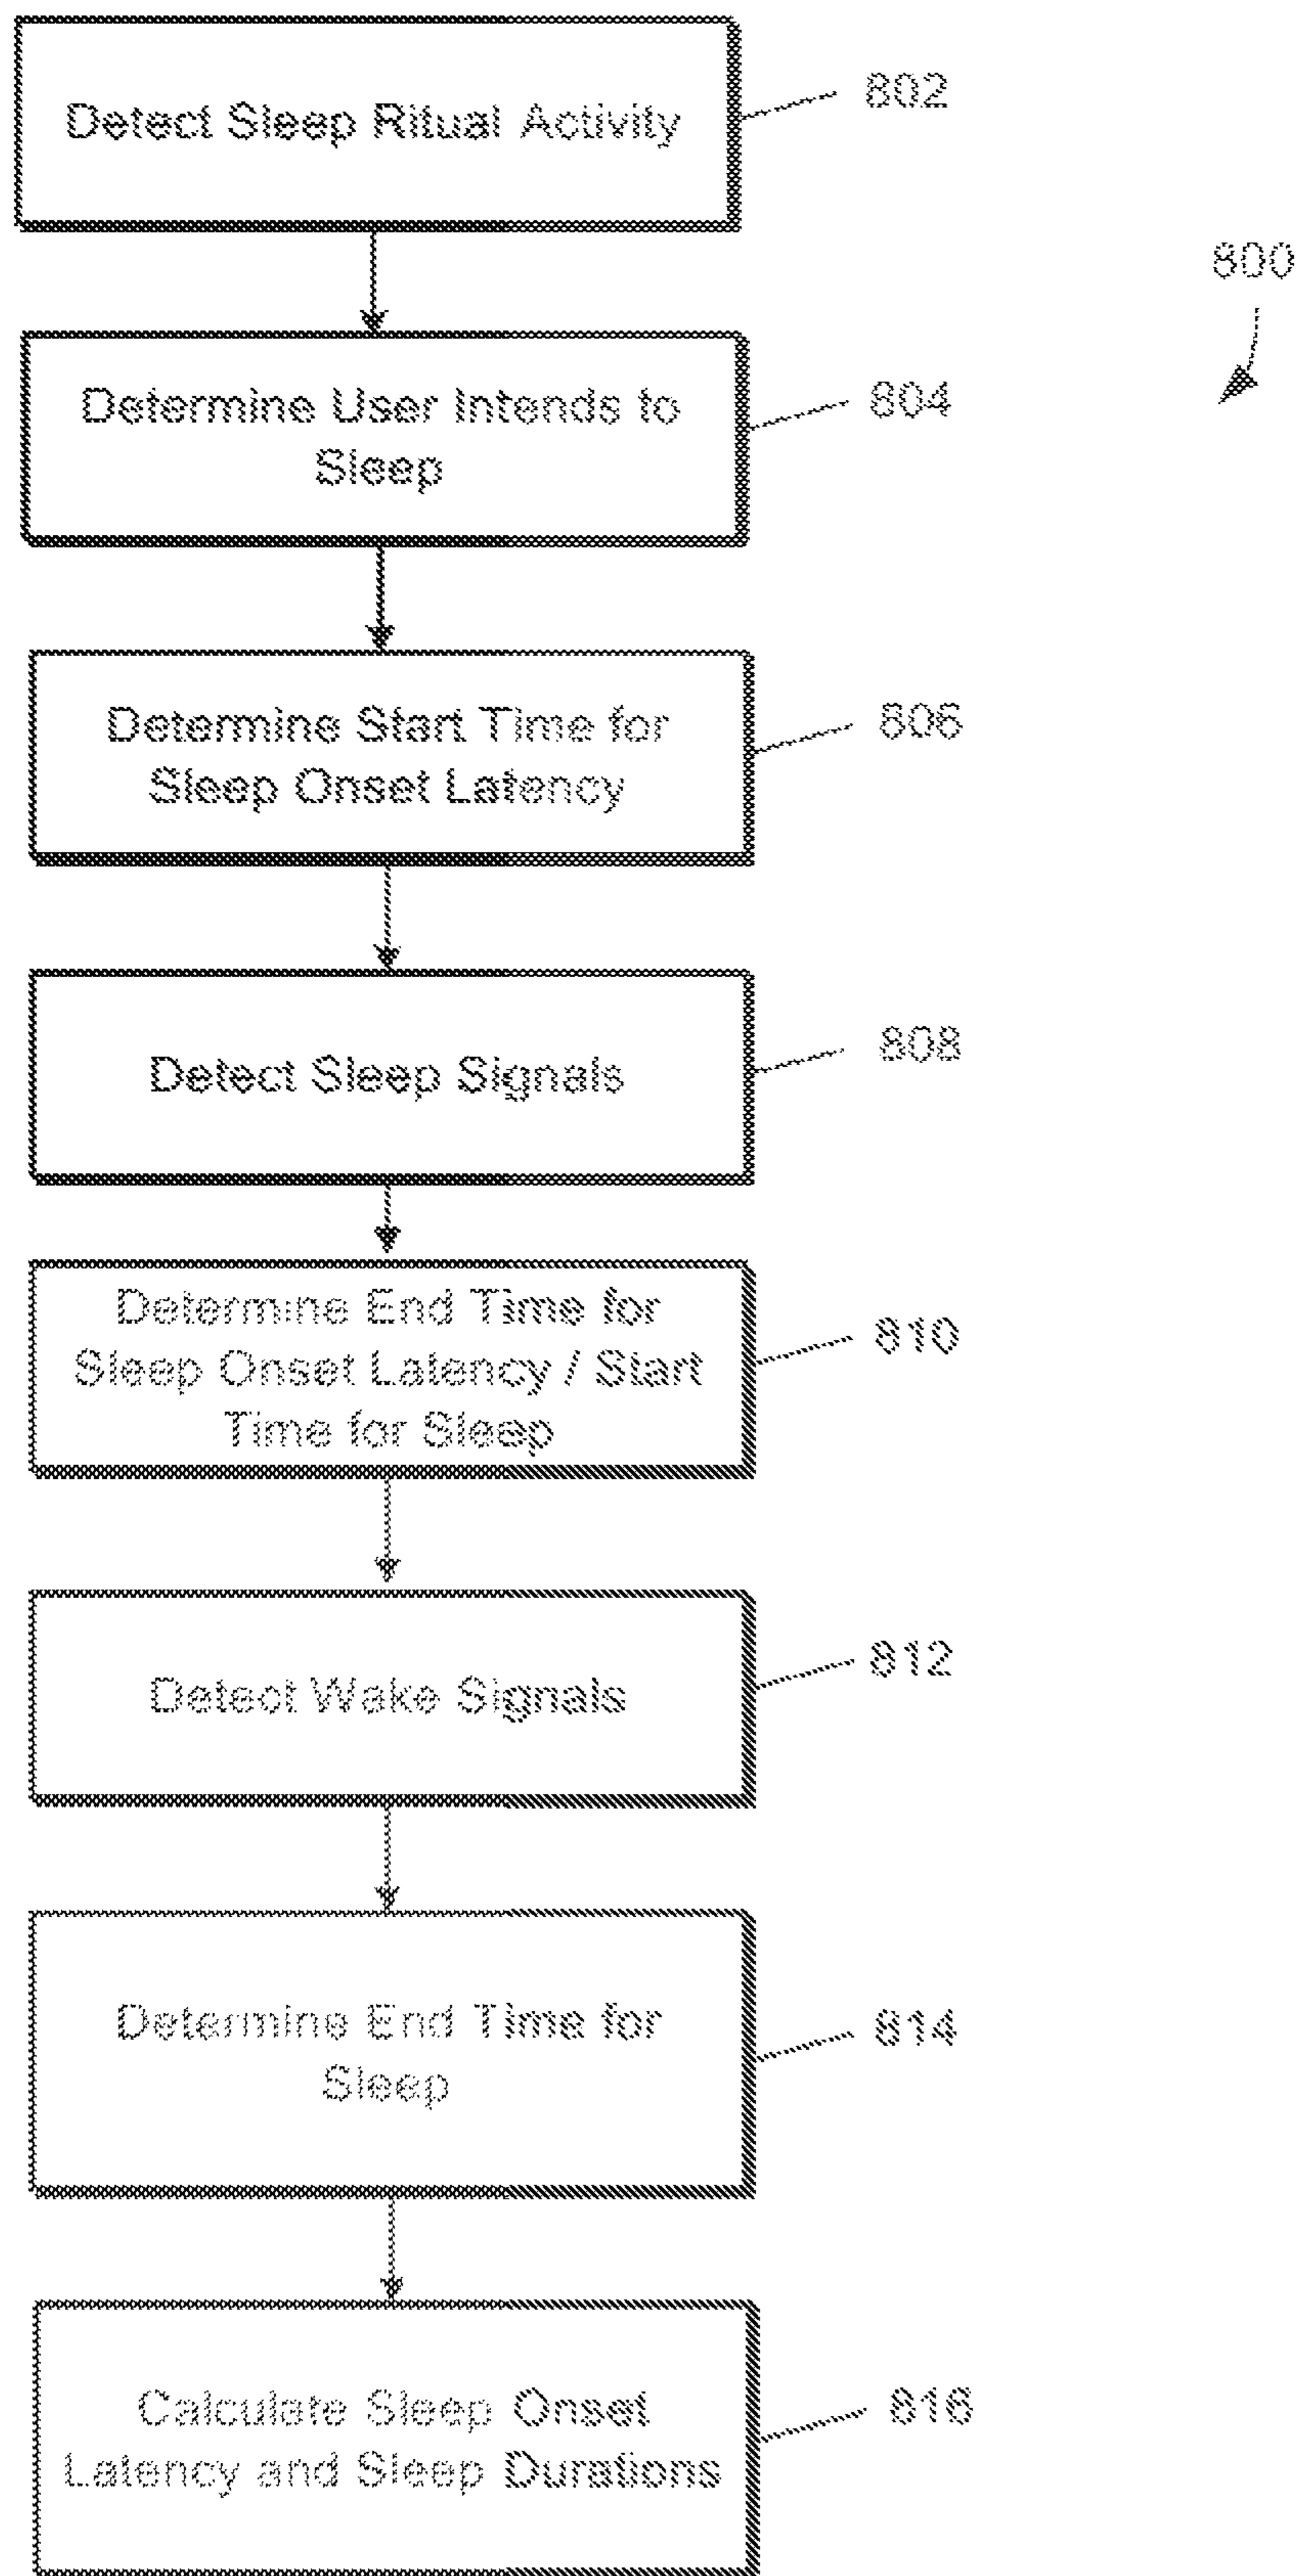 Detect Sleep Ritual Activity
802
800
Determine User Intends to
Sleep
804
Determine Start Time for
Sleep Onset Latency
806
Detect Sleep Signals
808
Determine End Time for
Sleep Onset Latency / Start
Time for Sleep
810
Detect Wake Signals
812
Determine End Time for
Sleep
814
Calculate Sleep Onset
Latency and Sleep Durations
816